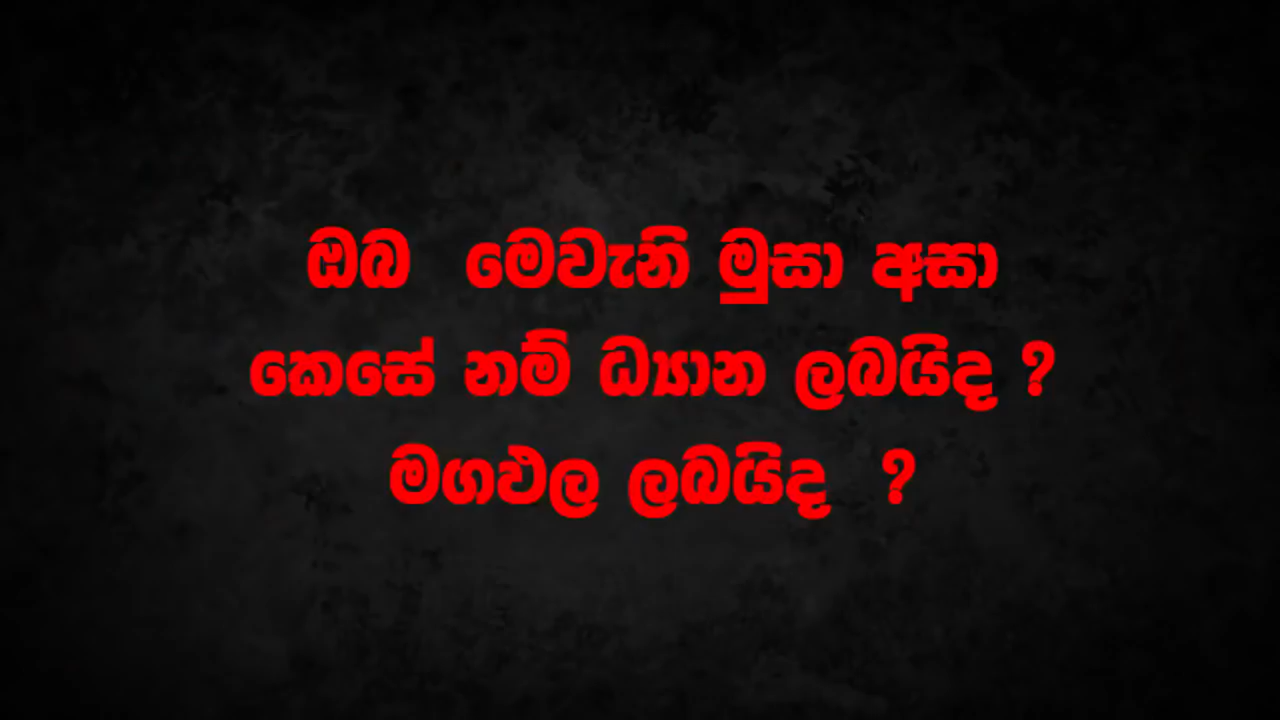 ඔබ මෙවැනි මුසා අසා
කෙසේ නම් ධ්‍යාන ලබයිද ?
මගඵල ලබයිද ?